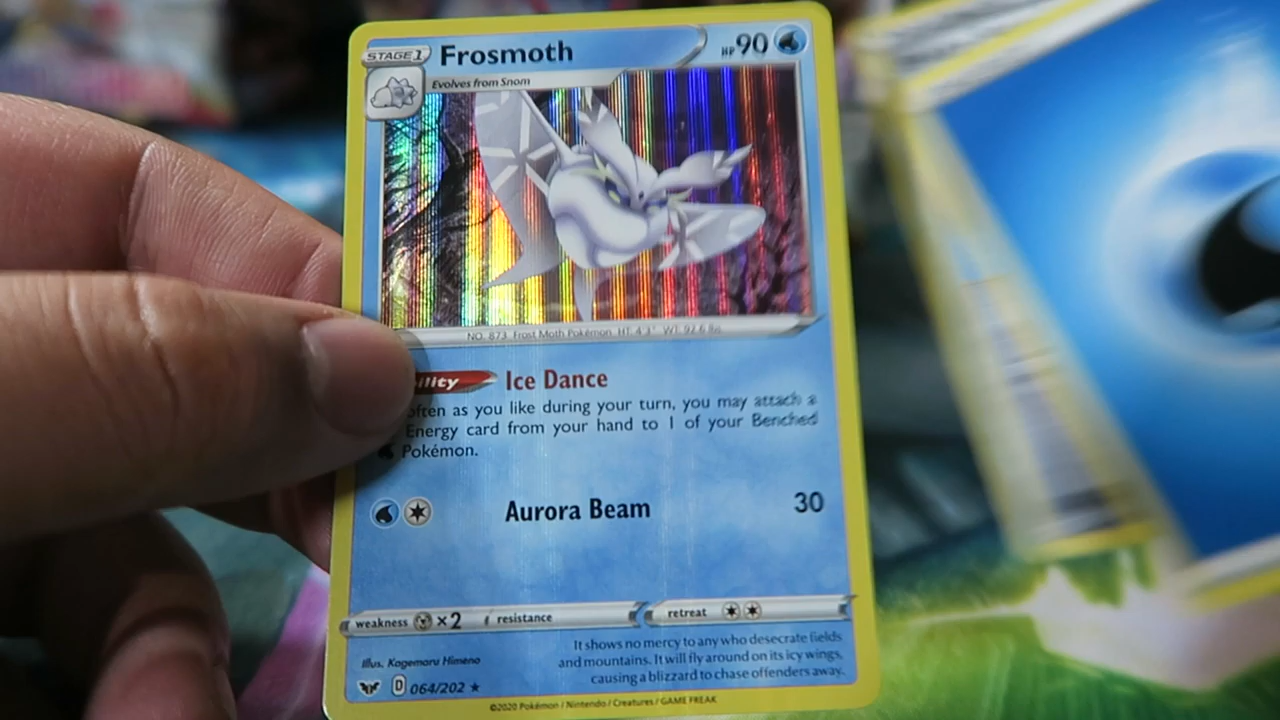 STAGE 1 Frosmoth HP 90
Evolves from Snom
NO. 873 Frost Moth Pokémon HT: 4'3" WT: 92.6 lbs.
ility Ice Dance
often as you like during your turn, you may attach a
Energy card from your hand to 1 of your Benched
Pokémon.
Aurora Beam 30
weakness ×2 resistance retreat
Illus. Kagemaru Himeno
It shows no mercy to any who desecrate fields
and mountains. It will fly around on its icy wings,
causing a blizzard to chase offenders away.
D 064/202 ★
©2020 Pokémon / Nintendo / Creatures / GAME FREAK